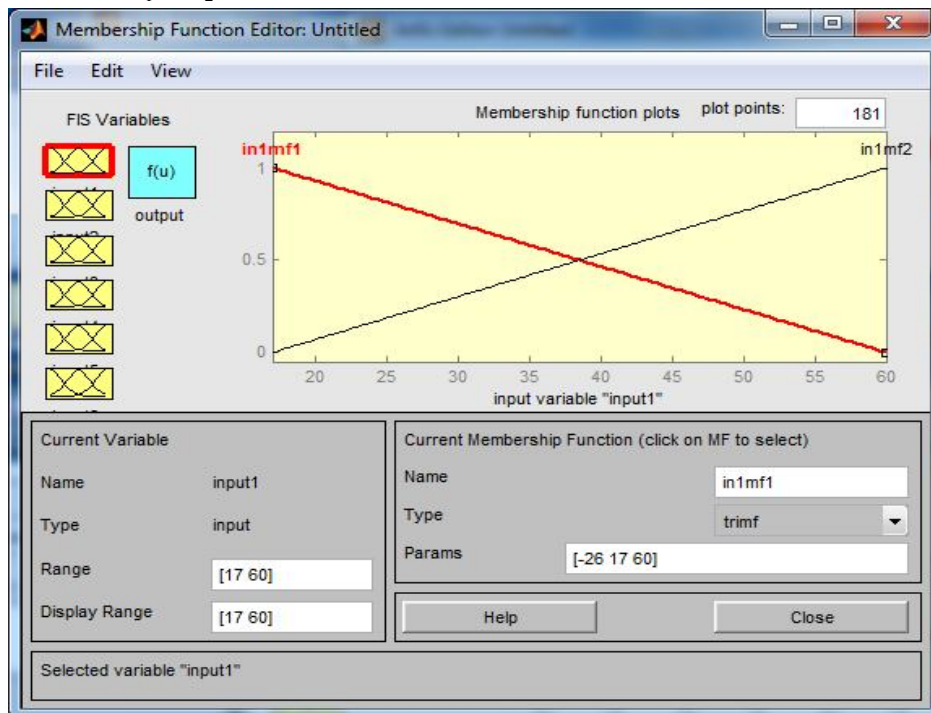 Membership Function Editor: Untitled
File Edit View
FIS Variables
Membership function plots plot points: 181
f(u)
output
in1mf1
in1mf2
1
0.5
0
20 25 30 35 40 45 50 55 60
input variable "input1"
Current Variable
Name input1
Type input
Range [17 60]
Display Range [17 60]
Current Membership Function (click on MF to select)
Name in1mf1
Type trimf
Params [-26 17 60]
Help Close
Selected variable "input1"